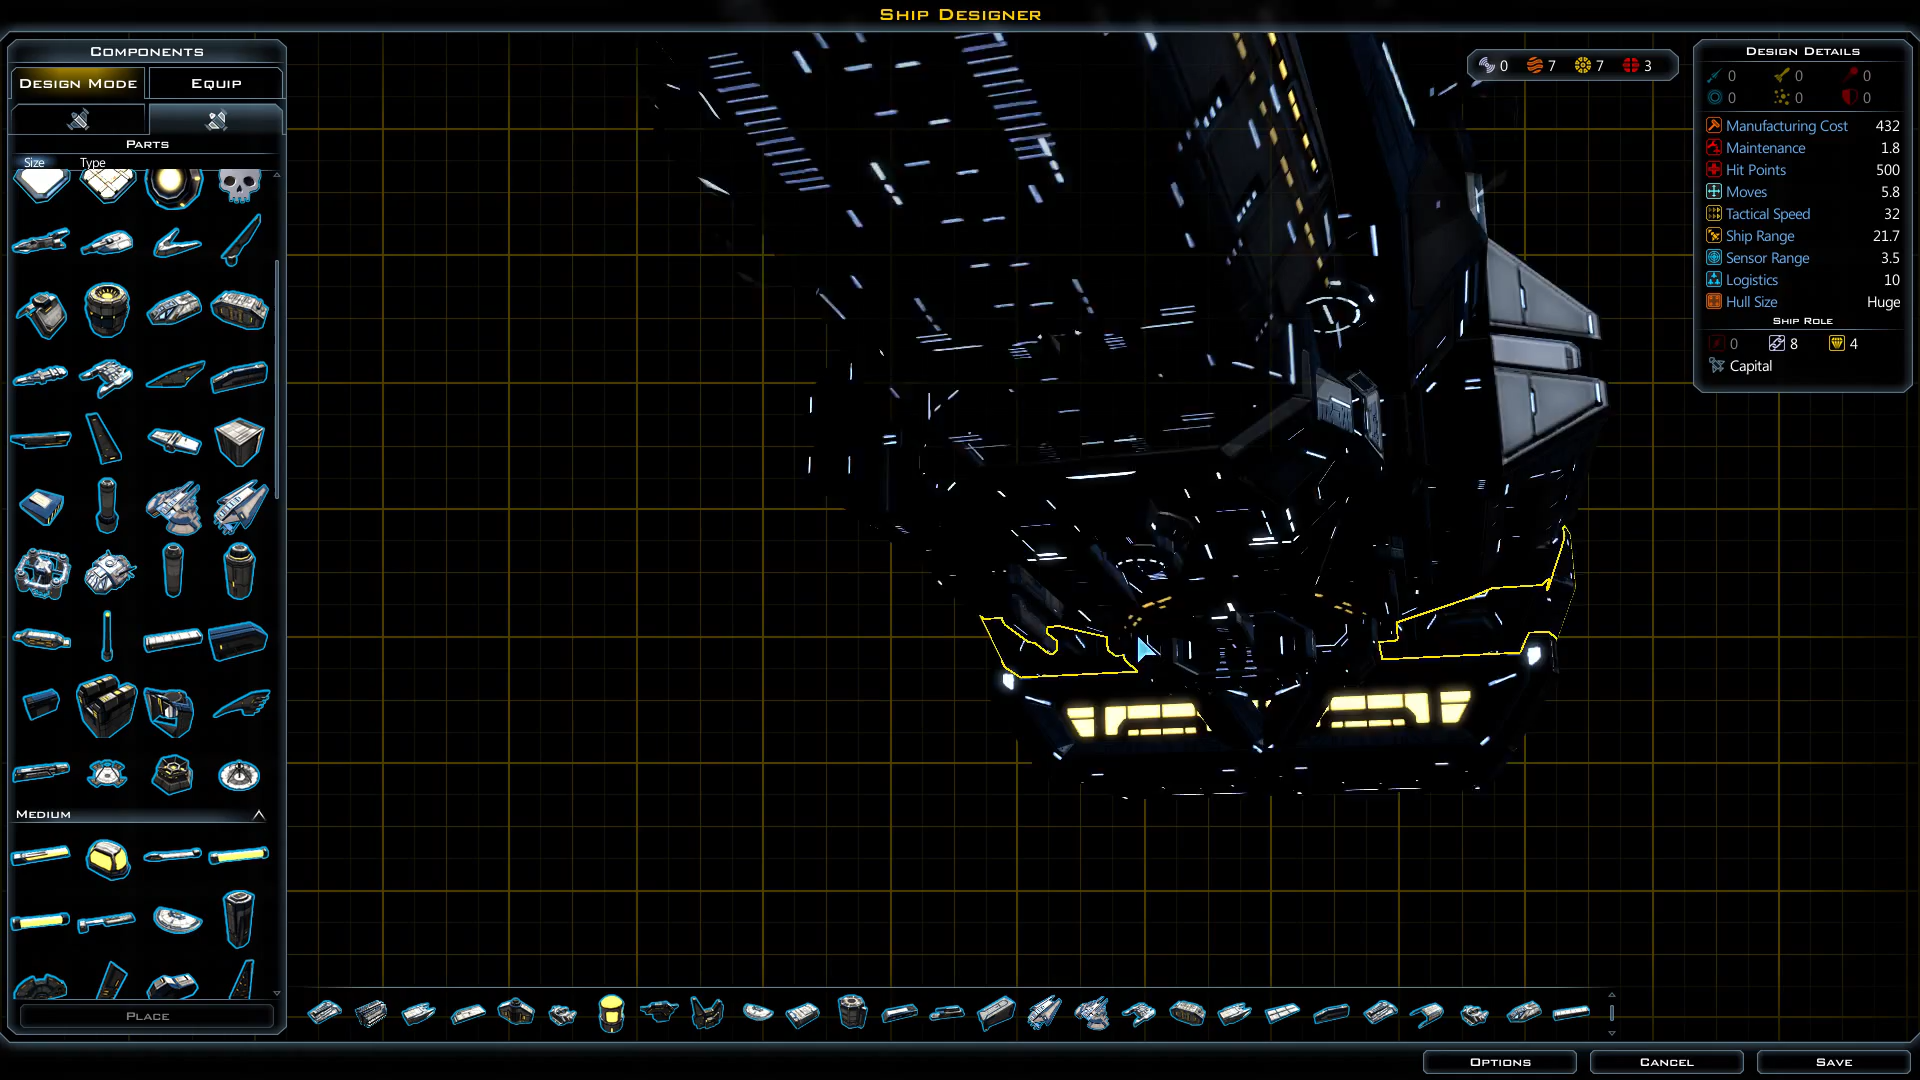 Ship Designer
Components
Design Mode
Equip
Parts
Size Type
Medium
Place
0 7 7 3
Design Details
0 0 0
0 0 0
Manufacturing Cost 432
Maintenance 1.8
Hit Points 500
Moves 5.8
Tactical Speed 32
Ship Range 21.7
Sensor Range 3.5
Logistics 10
Hull Size Huge
Ship Role
0 8 4
Capital
Options
Cancel
Save